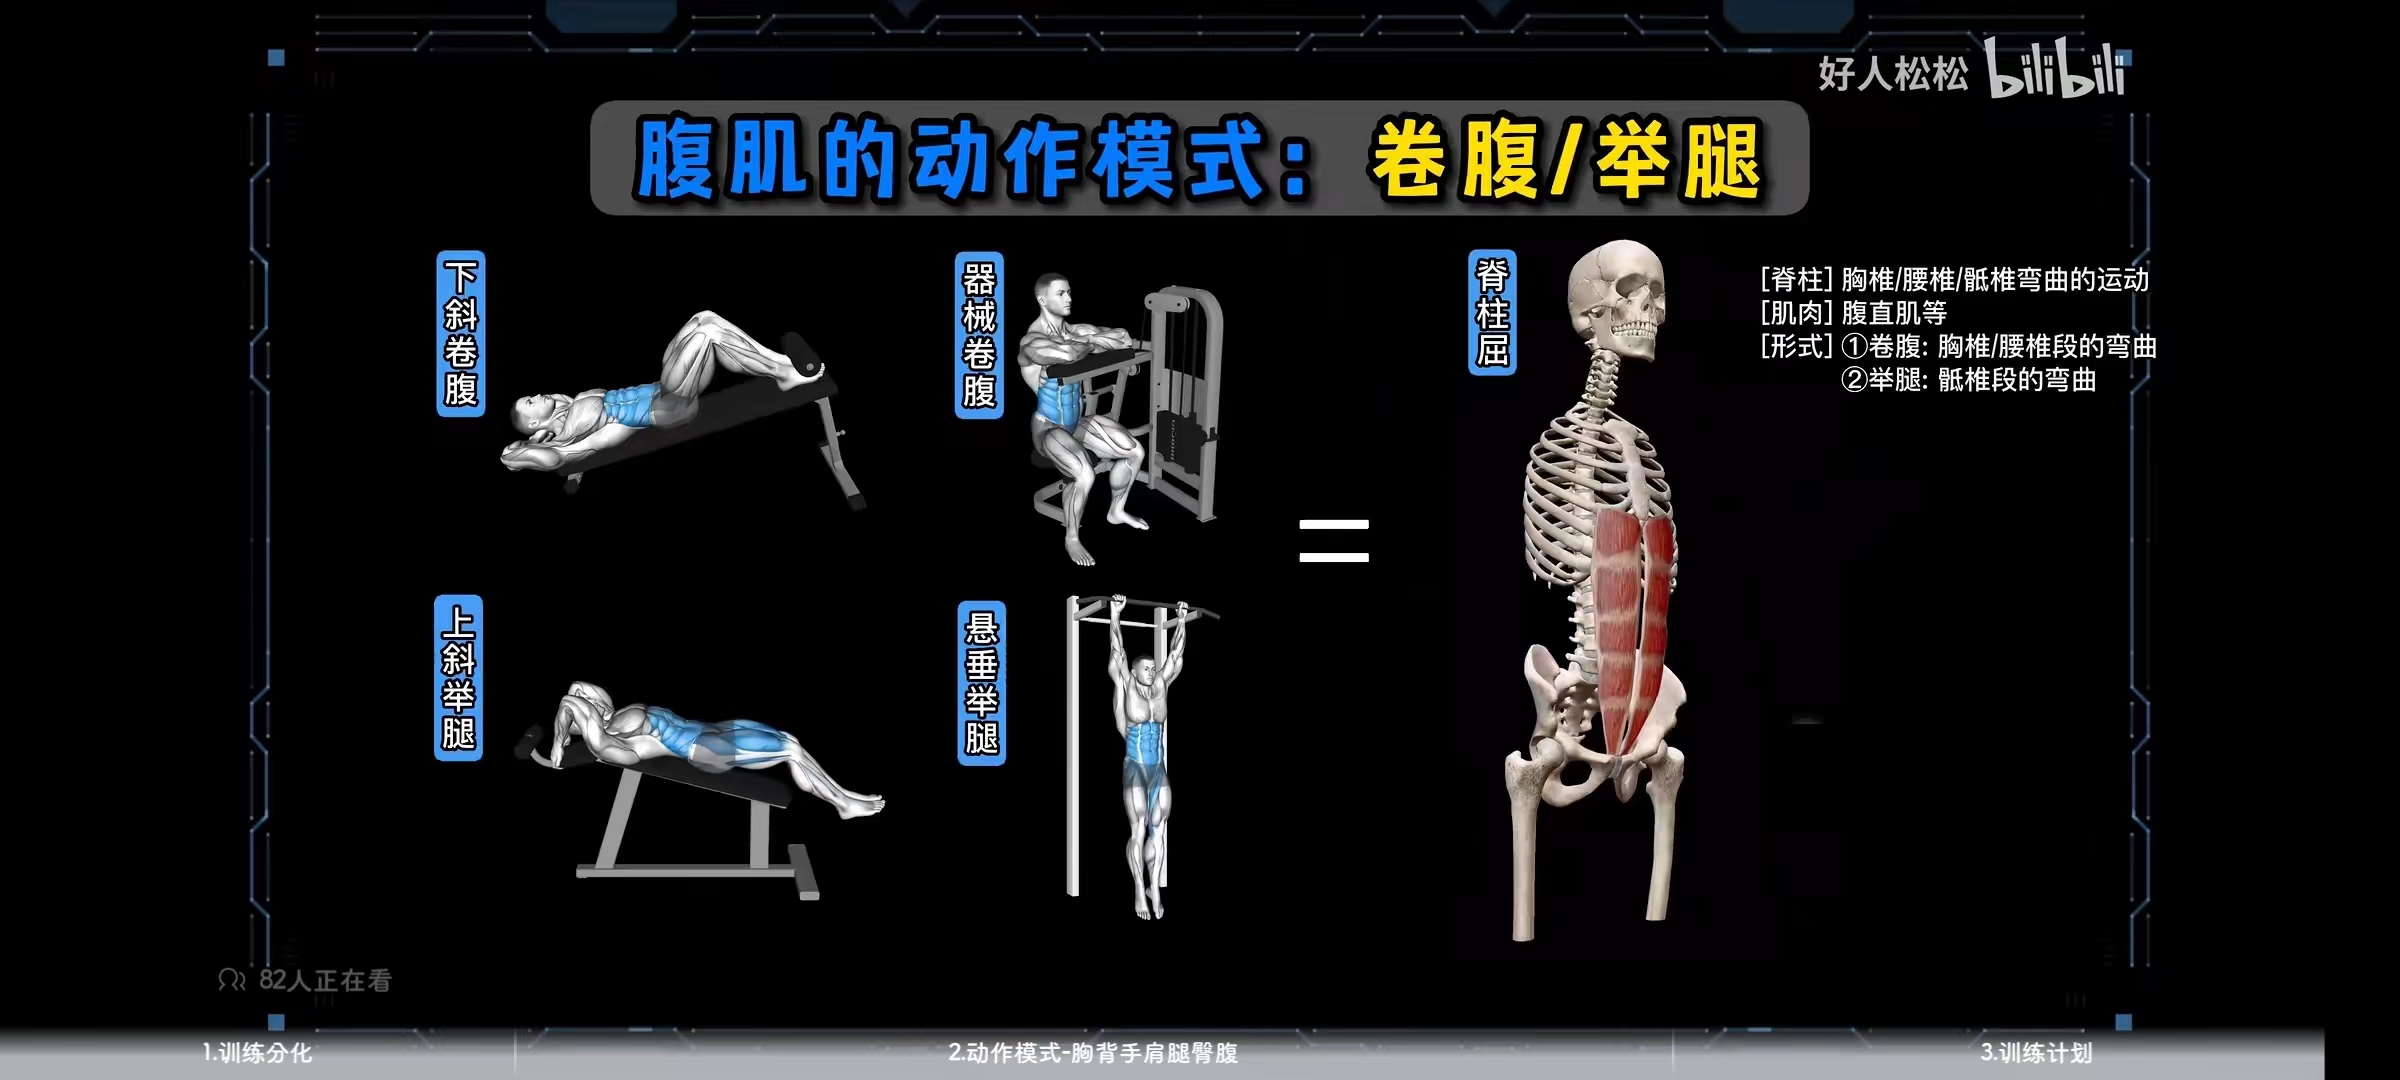 好人松松 bilibili
腹肌的动作模式：卷腹/举腿
下斜卷腹
器械卷腹
脊柱屈
[脊柱] 胸椎/腰椎/骶椎弯曲的运动
[肌肉] 腹直肌等
[形式] ①卷腹: 胸椎/腰椎段的弯曲
②举腿: 骶椎段的弯曲
=
上斜举腿
悬垂举腿
82人正在看
1.训练分化
2.动作模式-胸背手肩腿臀腹
3.训练计划